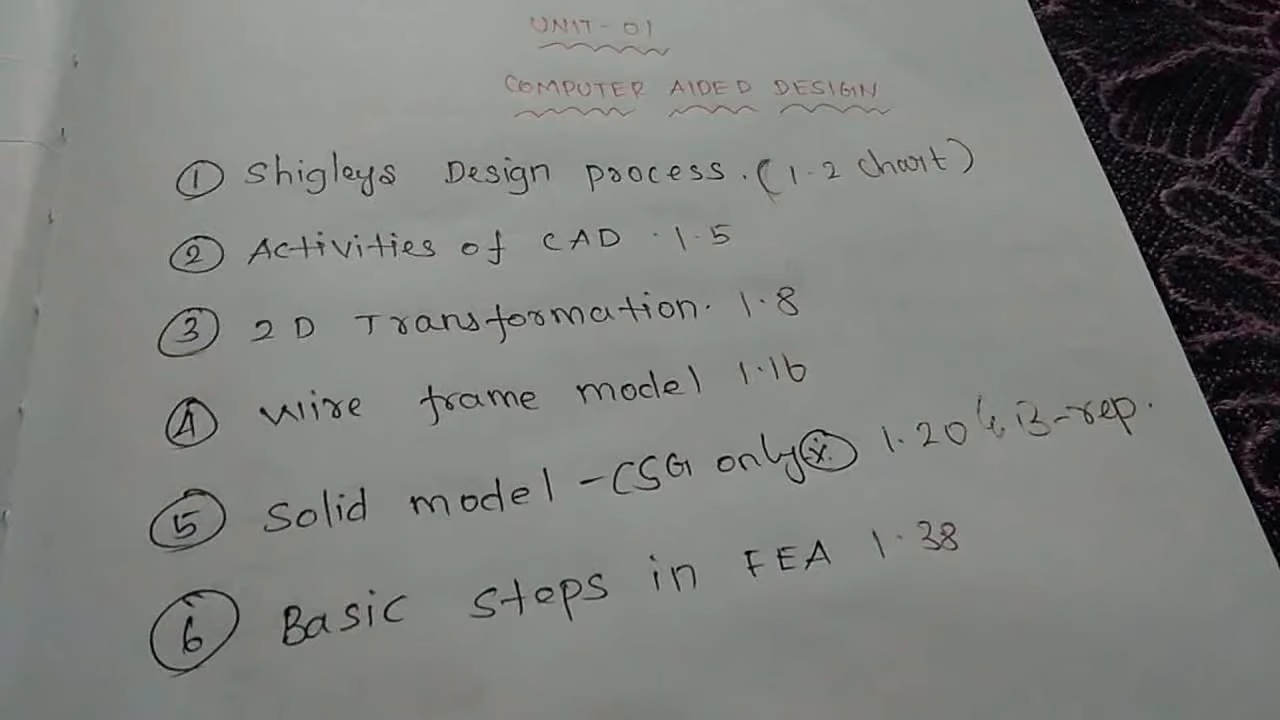 UNIT-01
COMPUTER AIDED DESIGN
① Shigleys Design process. (1.2 chart)
② Activities of CAD . 1.5
③ 2D Transformation. 1.8
④ Wire frame model 1.16
⑤ Solid model - CSG only 1.20 & B-rep.
⑥ Basic steps in FEA 1.38